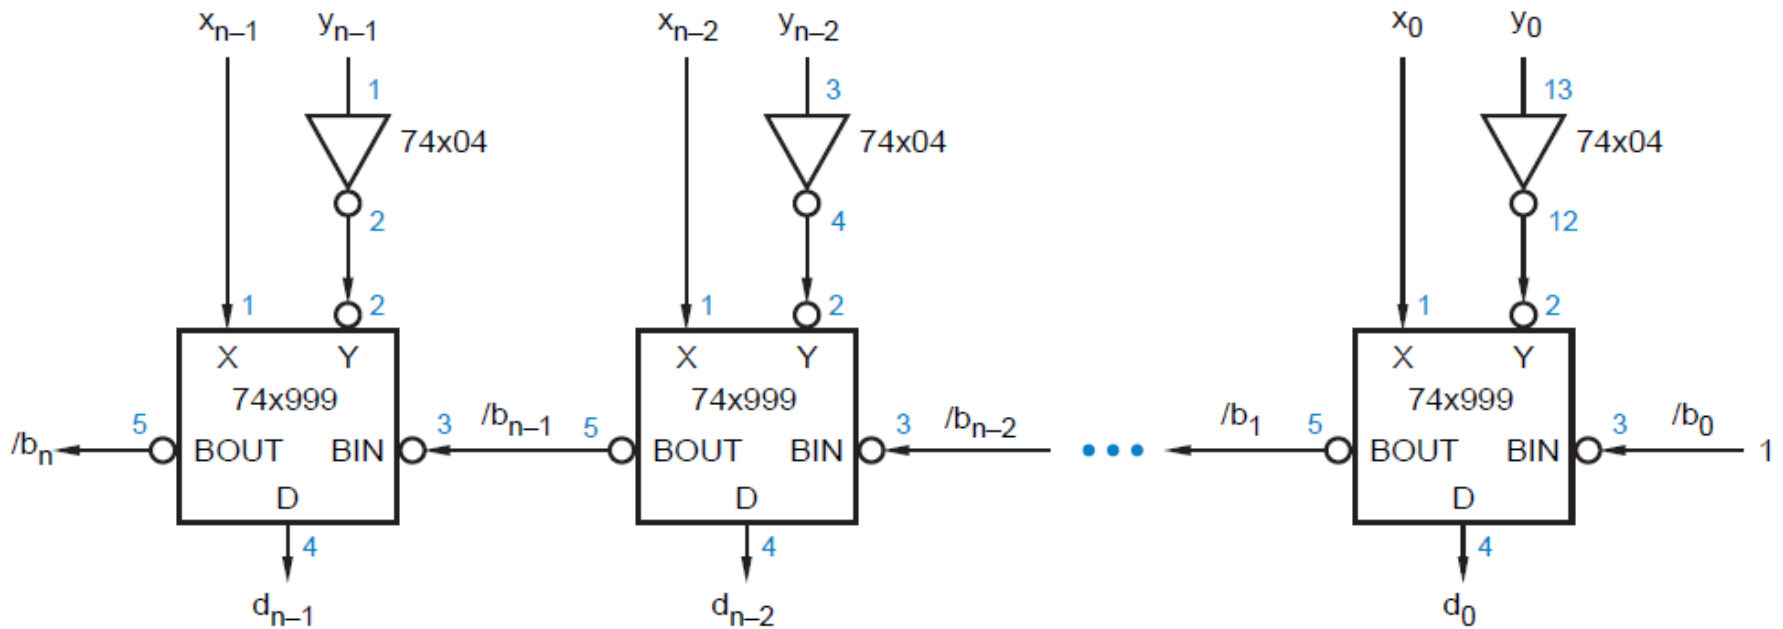 xn–1 yn–1 xn–2 yn–2 x0 y0
1 3 13
74x04 74x04 74x04
2 4 12
1 2 1 2 1 2
X Y X Y X Y
74x999 74x999 74x999
/bn 5 BOUT BIN 3 /bn–1 5 BOUT BIN 3 /bn–2 /b1 5 BOUT BIN 3 /b0 1
D D D
4 4 4
dn–1 dn–2 d0